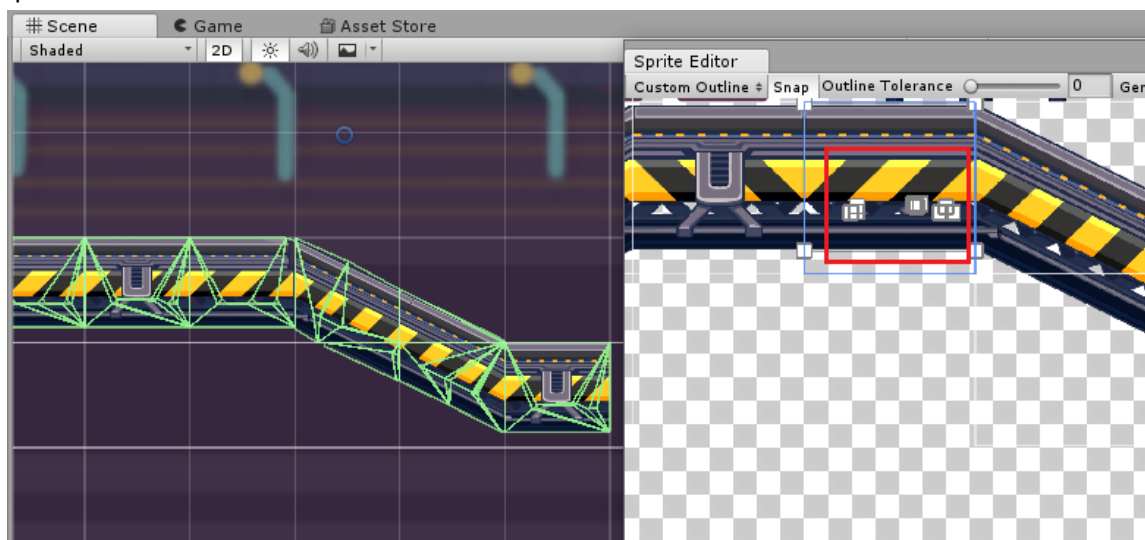 Scene
Game
Asset Store
Shaded
2D
Sprite Editor
Custom Outline
Snap
Outline Tolerance
0
Ger